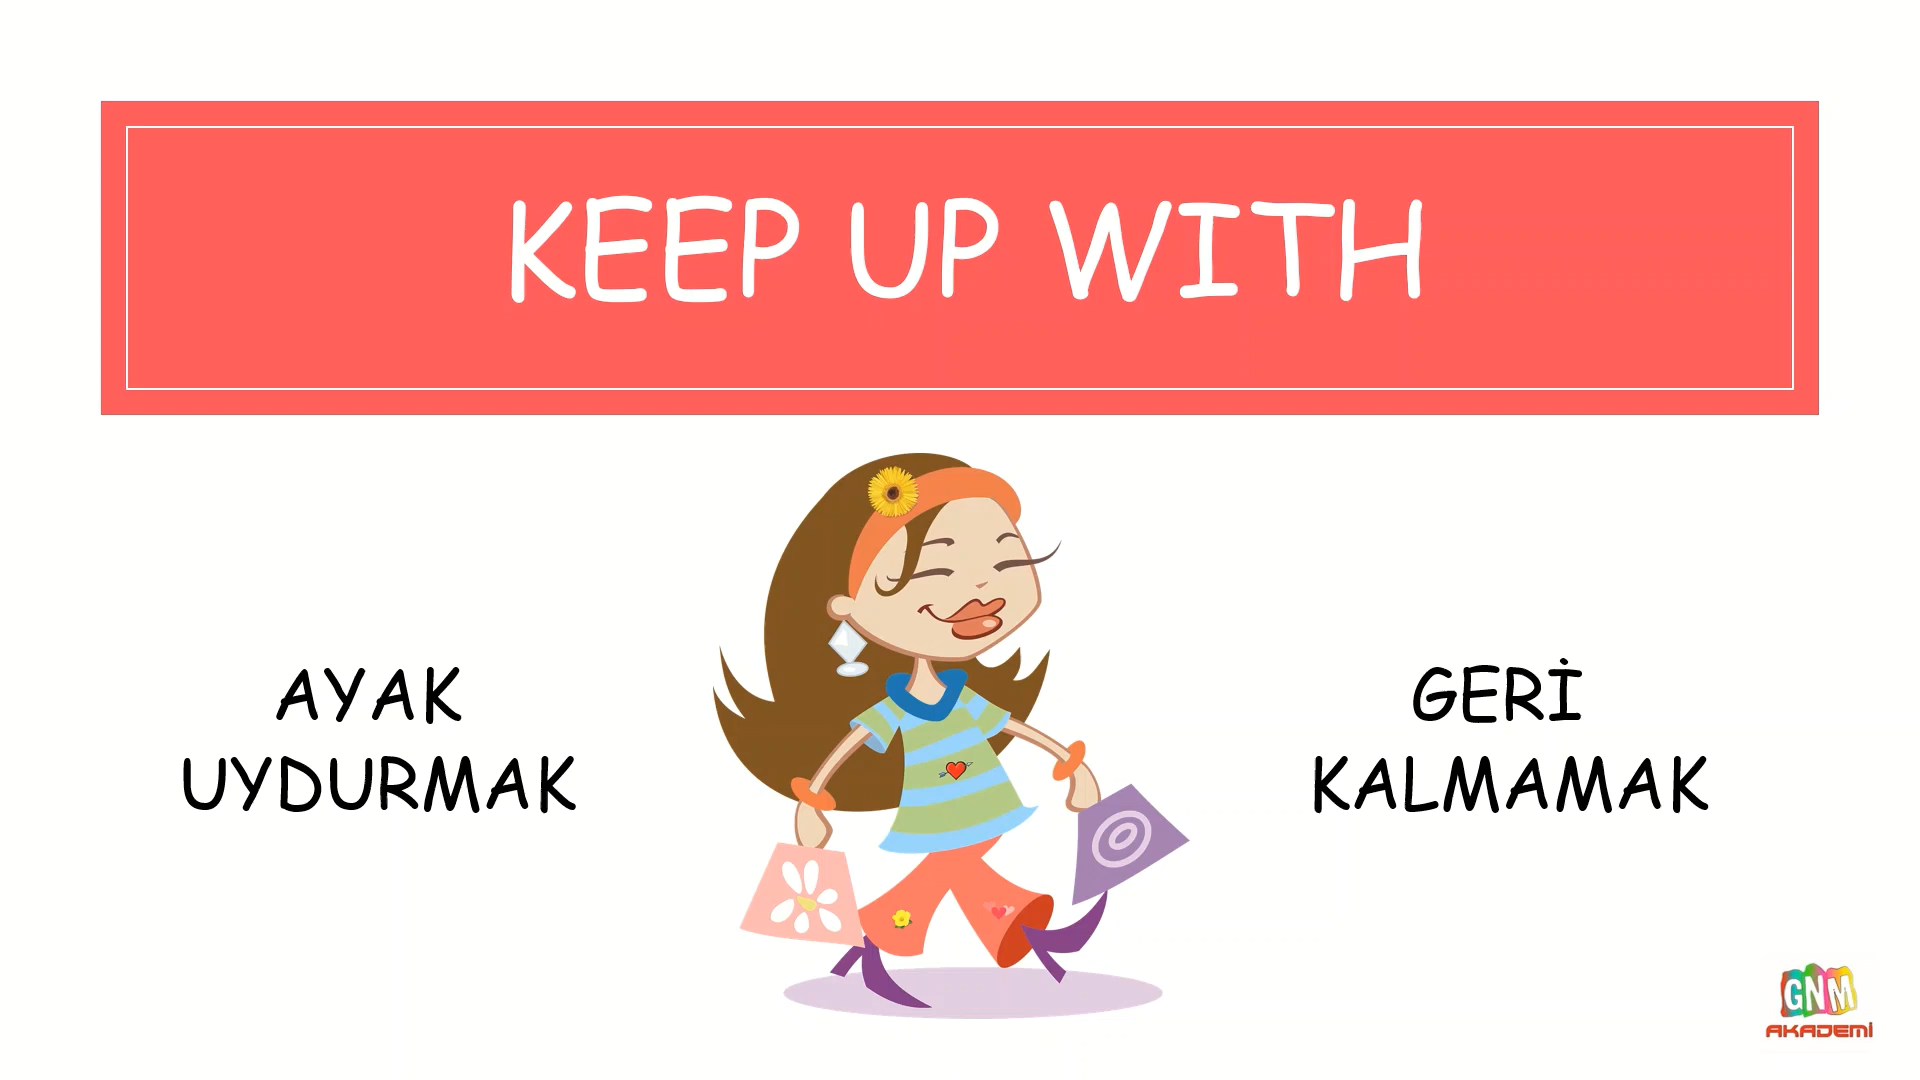 KEEP UP WITH
AYAK
UYDURMAK
GERİ
KALMAMAK
GNM
AKADEMİ